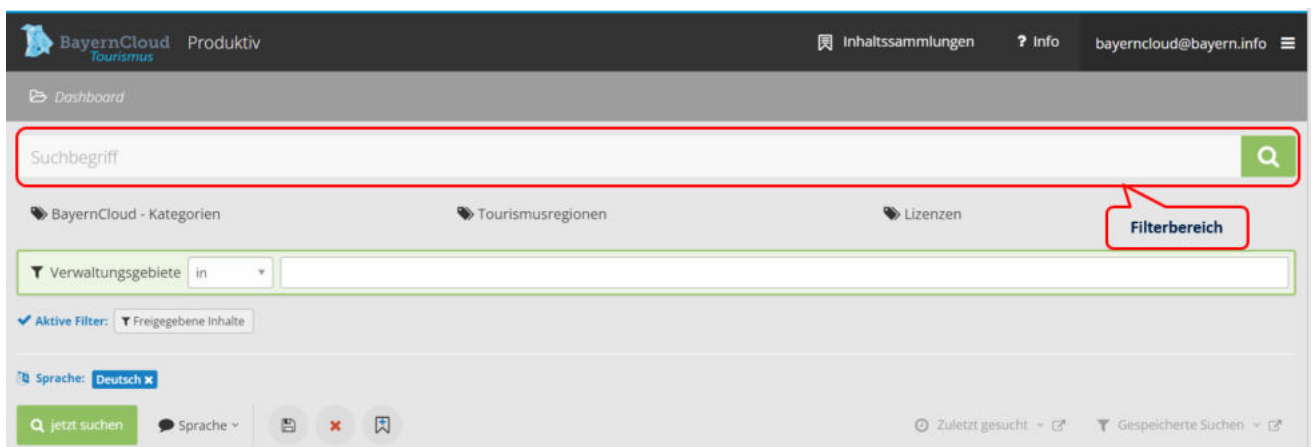 BayernCloud Produktiv
Tourismus
Inhaltssammlungen ? Info bayerncloud@bayern.info
Dashboard
Suchbegriff
BayernCloud - Kategorien Tourismusregionen Lizenzen
Filterbereich
Verwaltungsgebiete in
Aktive Filter: Freigegebene Inhalte
Sprache: Deutsch x
jetzt suchen Sprache Zuletzt gesucht Gespeicherte Suchen